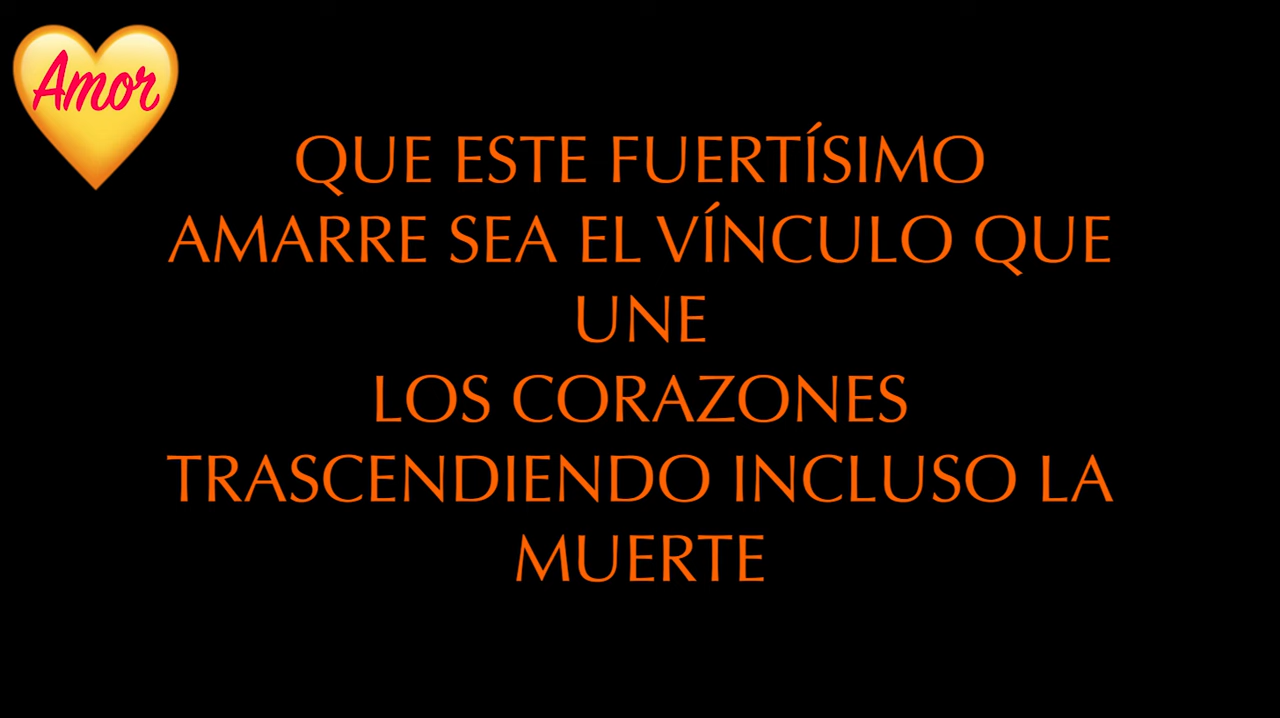 Amor
QUE ESTE FUERTÍSIMO
AMARRE SEA EL VÍNCULO QUE
UNE
LOS CORAZONES
TRASCENDIENDO INCLUSO LA
MUERTE